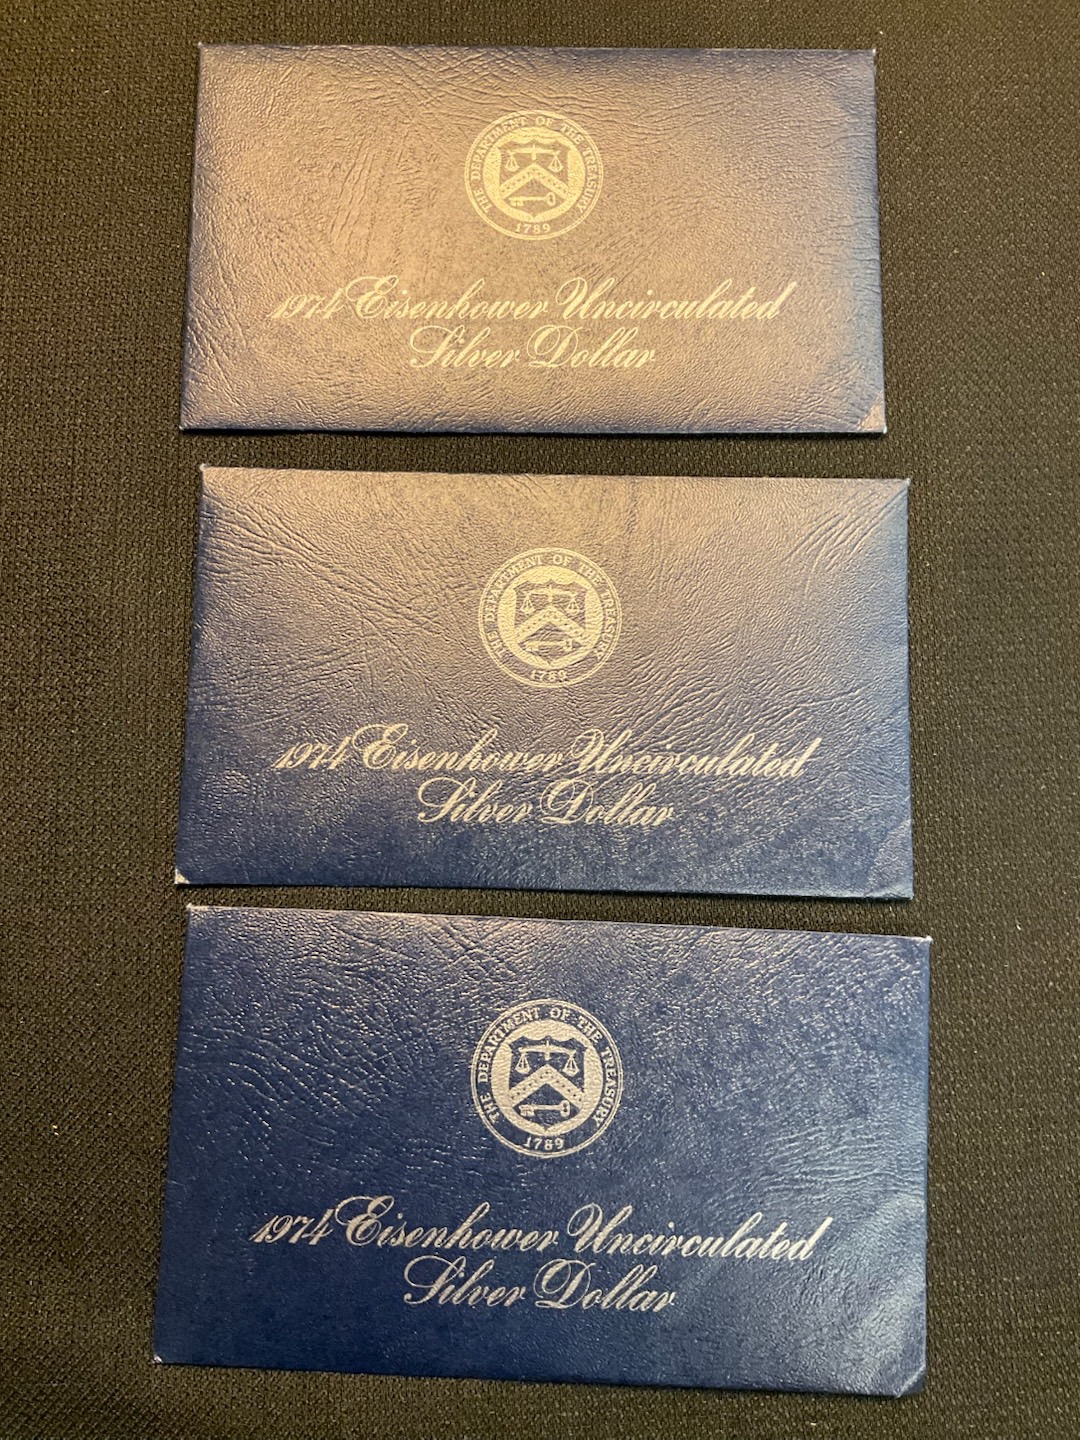 THE DEPARTMENT OF THE TREASURY
1789
1974 Eisenhower Uncirculated
Silver Dollar
THE DEPARTMENT OF THE TREASURY
1789
1974 Eisenhower Uncirculated
Silver Dollar
THE DEPARTMENT OF THE TREASURY
1789
1974 Eisenhower Uncirculated
Silver Dollar